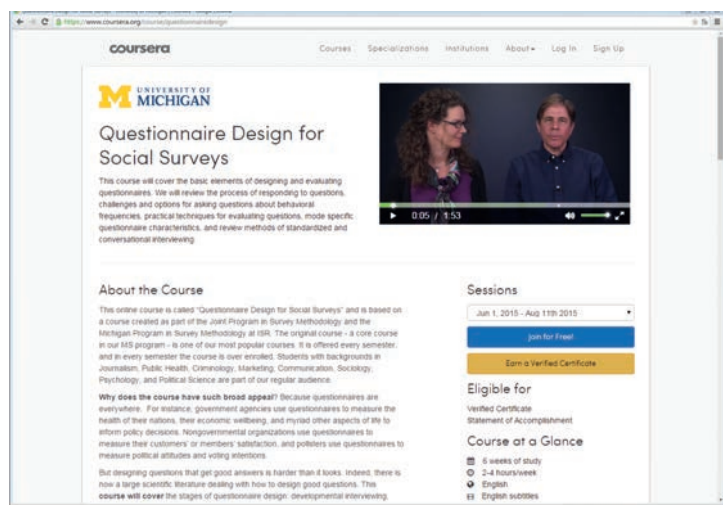 https://www.coursera.org/course/questionnairedesign
coursera
Courses Specializations Institutions About Log In Sign Up
M UNIVERSITY OF
MICHIGAN
Questionnaire Design for
Social Surveys
This course will cover the basic elements of designing and evaluating
questionnaires. We will review the process of responding to questions,
challenges and options for asking questions about behavioral
frequencies, practical techniques for evaluating questions, mode specific
questionnaire characteristics, and review methods of standardized and
conversational interviewing.
0:05 / 1:53
About the Course
This online course is called "Questionnaire Design for Social Surveys" and is based on
a course created as part of the Joint Program in Survey Methodology and the
Michigan Program in Survey Methodology at ISR. The original course - a core course
in our MS program - is one of our most popular courses. It is offered every semester,
and in every semester the course is over enrolled. Students with backgrounds in
Journalism, Public Health, Criminology, Marketing, Communication, Sociology,
Psychology, and Political Science are part of our regular audience.
Why does the course have such broad appeal? Because questionnaires are
everywhere. For instance, government agencies use questionnaires to measure the
health of their nations, their economic wellbeing, and myriad other aspects of life to
inform policy decisions. Nongovernmental organizations use questionnaires to
measure their customers' or members' satisfaction, and pollsters use questionnaires to
measure political attitudes and voting intentions.
But designing questions that get good answers is harder than it looks. Indeed, there is
now a large scientific literature dealing with how to design good questions. This
course will cover the stages of questionnaire design: developmental interviewing,
Sessions
Jun 1, 2015 - Aug 11th 2015
Join for Free!
Earn a Verified Certificate
Eligible for
Verified Certificate
Statement of Accomplishment
Course at a Glance
6 weeks of study
2-4 hours/week
English
English subtitles